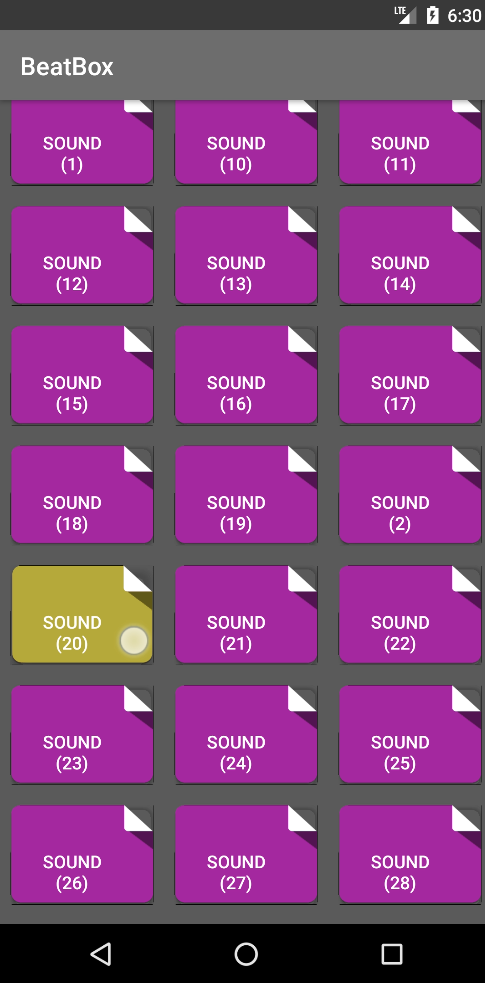 LTE 6:30
BeatBox
SOUND SOUND SOUND
(1) (10) (11)
SOUND SOUND SOUND
(12) (13) (14)
SOUND SOUND SOUND
(15) (16) (17)
SOUND SOUND SOUND
(18) (19) (2)
SOUND SOUND SOUND
(20) (21) (22)
SOUND SOUND SOUND
(23) (24) (25)
SOUND SOUND SOUND
(26) (27) (28)